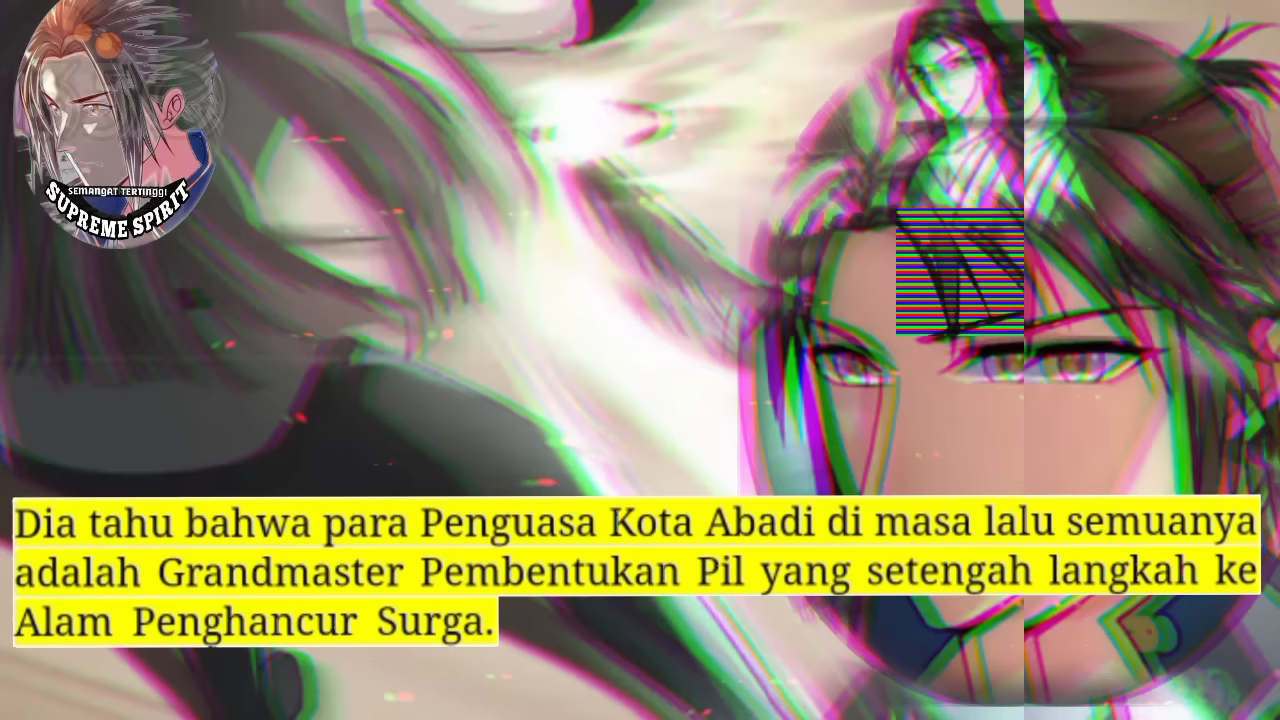 SEMANGAT TERTINGGI
SUPREME SPIRIT
Dia tahu bahwa para Penguasa Kota Abadi di masa lalu semuanya
adalah Grandmaster Pembentukan Pil yang setengah langkah ke
Alam Penghancur Surga.